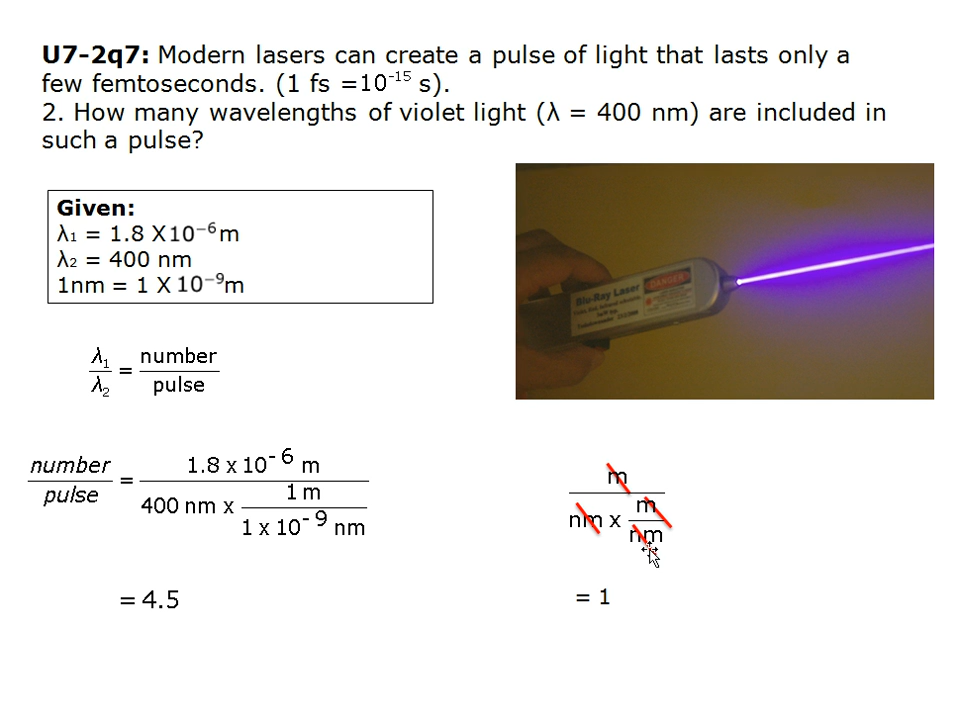 U7-2q7: Modern lasers can create a pulse of light that lasts only a
few femtoseconds. (1 fs =10⁻¹⁵ s).
2. How many wavelengths of violet light (λ = 400 nm) are included in
such a pulse?
Given:
λ₁ = 1.8 X10⁻⁶m
λ₂ = 400 nm
1nm = 1 X 10⁻⁹m
Blu-Ray Laser
DANGER
λ₁/λ₂ = number/pulse
number/pulse = 1.8 x 10⁻⁶ m / 400 nm x 1 m / 1 x 10⁻⁹ nm
= 4.5
m / nm x m / nm
= 1